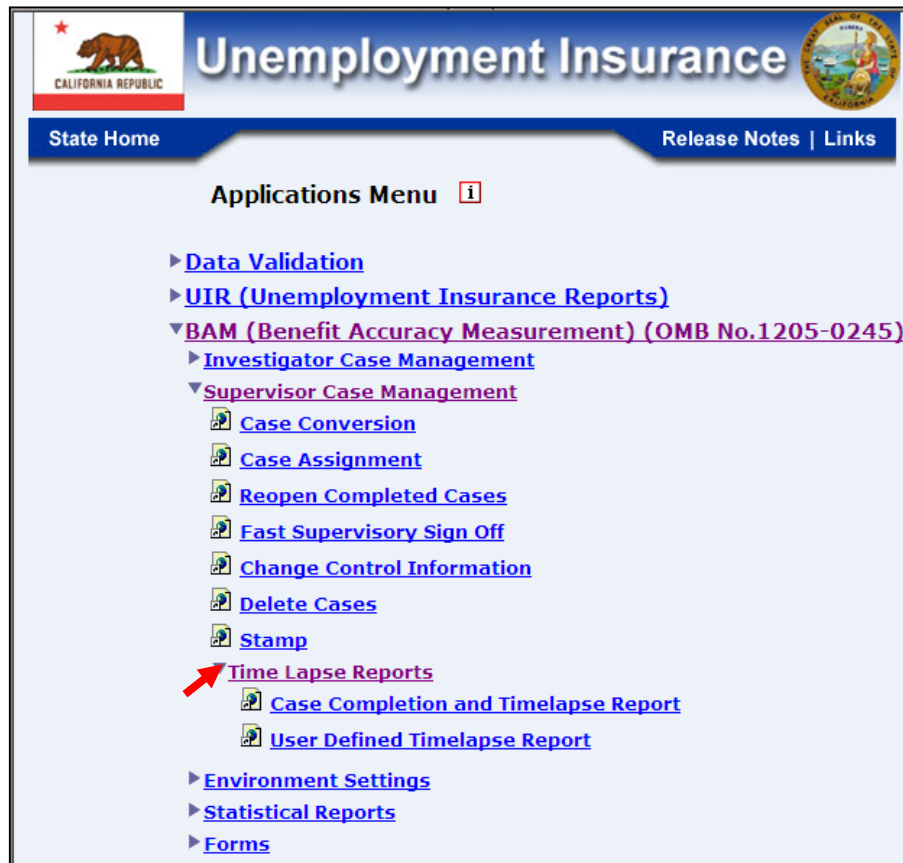 CALIFORNIA REPUBLIC
Unemployment Insurance
State Home
Release Notes | Links
Applications Menu i
Data Validation
UIR (Unemployment Insurance Reports)
BAM (Benefit Accuracy Measurement) (OMB No.1205-0245)
Investigator Case Management
Supervisor Case Management
Case Conversion
Case Assignment
Reopen Completed Cases
Fast Supervisory Sign Off
Change Control Information
Delete Cases
Stamp
Time Lapse Reports
Case Completion and Timelapse Report
User Defined Timelapse Report
Environment Settings
Statistical Reports
Forms